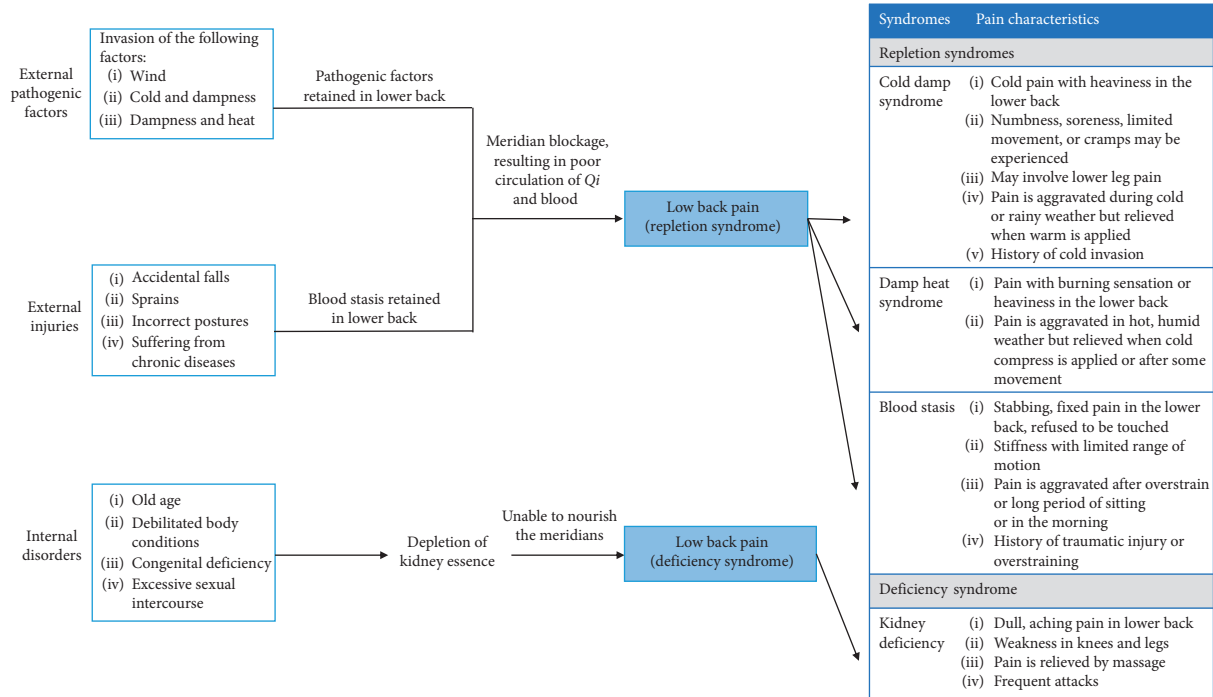 External
pathogenic
factors
Invasion of the following
factors:
(i) Wind
(ii) Cold and dampness
(iii) Dampness and heat
Pathogenic factors
retained in lower back
Meridian blockage,
resulting in poor
circulation of Qi
and blood
Low back pain
(repletion syndrome)
External
injuries
(i) Accidental falls
(ii) Sprains
(iii) Incorrect postures
(iv) Suffering from
chronic diseases
Blood stasis retained
in lower back
Internal
disorders
(i) Old age
(ii) Debilitated body
conditions
(iii) Congenital deficiency
(iv) Excessive sexual
intercourse
Depletion of
kidney essence
Unable to nourish
the meridians
Low back pain
(deficiency syndrome)
Syndromes Pain characteristics
Repletion syndromes
Cold damp
syndrome
(i) Cold pain with heaviness in the
lower back
(ii) Numbness, soreness, limited
movement, or cramps may be
experienced
(iii) May involve lower leg pain
(iv) Pain is aggravated during cold
or rainy weather but relieved
when warm is applied
(v) History of cold invasion
Damp heat
syndrome
(i) Pain with burning sensation or
heaviness in the lower back
(ii) Pain is aggravated in hot, humid
weather but relieved when cold
compress is applied or after some
movement
Blood stasis
(i) Stabbing, fixed pain in the lower
back, refused to be touched
(ii) Stiffness with limited range of
motion
(iii) Pain is aggravated after overstrain
or long period of sitting
or in the morning
(iv) History of traumatic injury or
overstraining
Deficiency syndrome
Kidney
deficiency
(i) Dull, aching pain in lower back
(ii) Weakness in knees and legs
(iii) Pain is relieved by massage
(iv) Frequent attacks